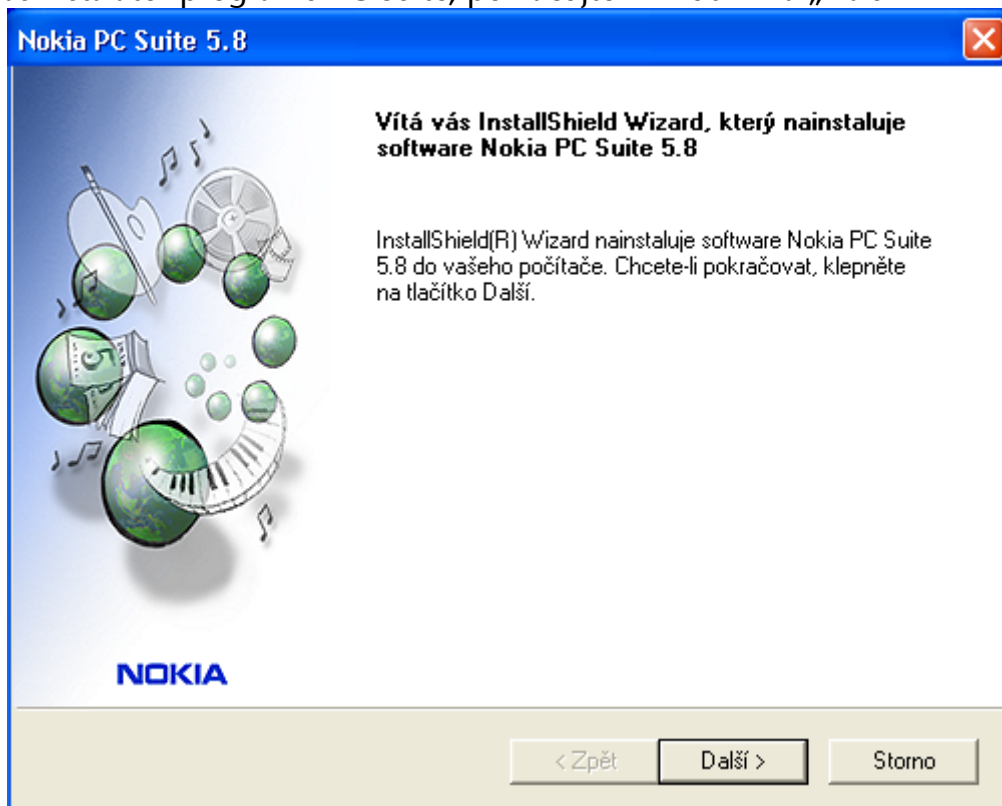 Nokia PC Suite 5.8
Vítá vás InstallShield Wizard, který nainstaluje
software Nokia PC Suite 5.8
InstallShield(R) Wizard nainstaluje software Nokia PC Suite
5.8 do vašeho počítače. Chcete-li pokračovat, klepněte
na tlačítko Další.
NOKIA
< Zpět
Další >
Storno